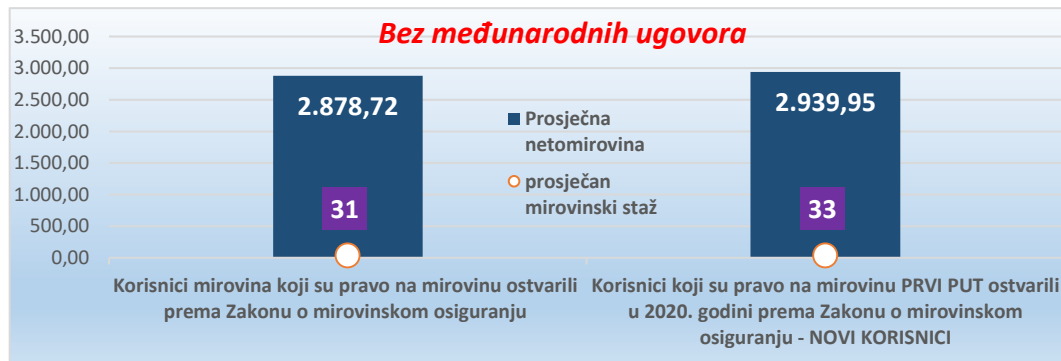 Bez međunarodnih ugovora
3.500,00
3.000,00
2.500,00
2.000,00
1.500,00
1.000,00
500,00
0,00
2.878,72
31
Prosječna
netomirovina
prosječan
mirovinski staž
2.939,95
33
Korisnici mirovina koji su pravo na mirovinu ostvarili
prema Zakonu o mirovinskom osiguranju
Korisnici koji su pravo na mirovinu PRVI PUT ostvarili
u 2020. godini prema Zakonu o mirovinskom
osiguranju - NOVI KORISNICI